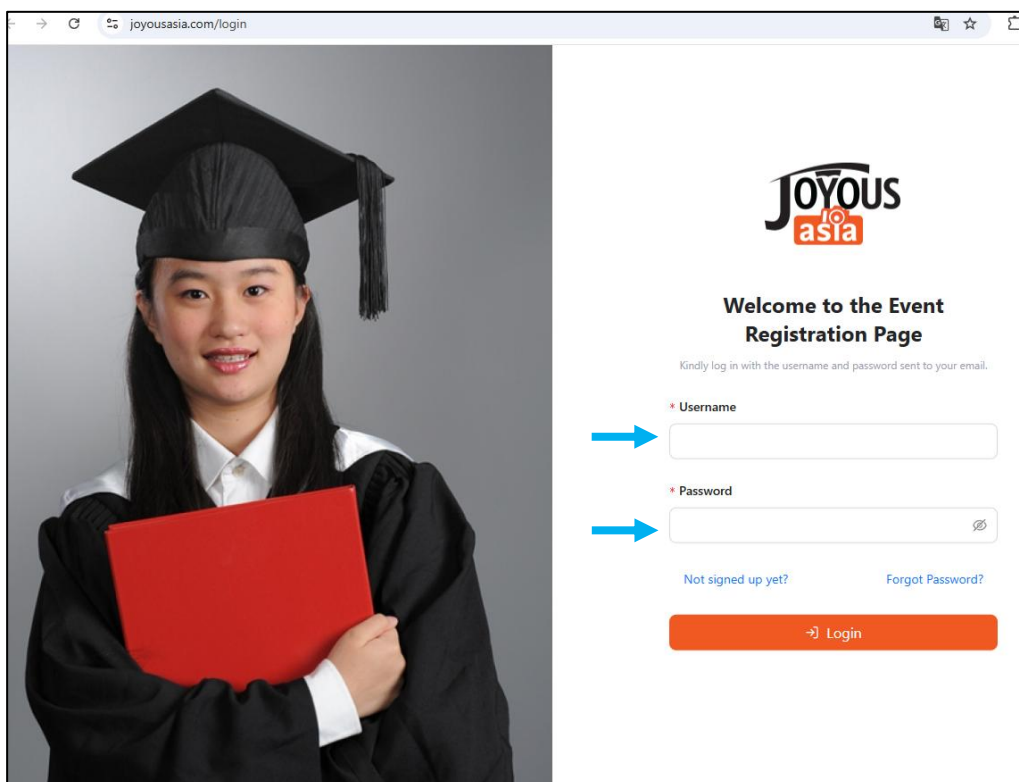 joyousasia.com/login
JOYOUS
asia
Welcome to the Event
Registration Page
Kindly log in with the username and password sent to your email.
* Username
* Password
Not signed up yet? Forgot Password?
Login